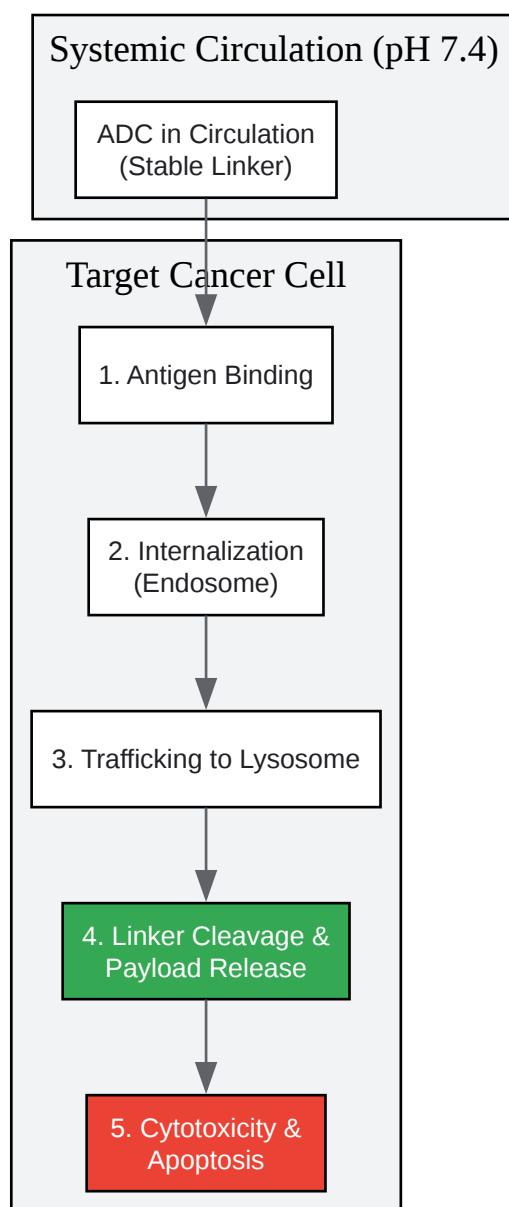 Systemic Circulation (pH 7.4)
ADC in Circulation
(Stable Linker)
Target Cancer Cell
1. Antigen Binding
2. Internalization
(Endosome)
3. Trafficking to Lysosome
4. Linker Cleavage &
Payload Release
5. Cytotoxicity &
Apoptosis